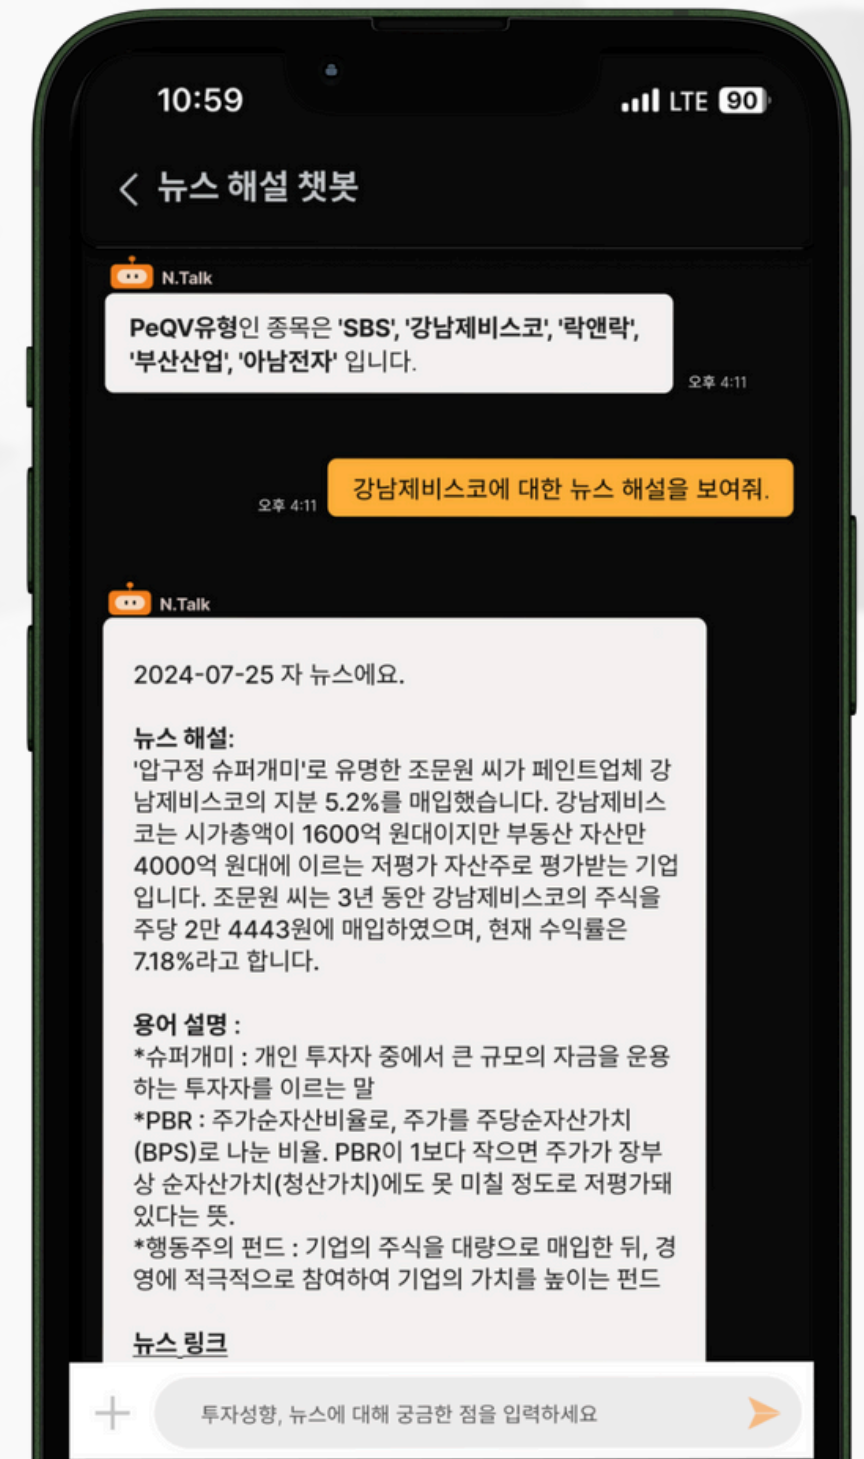 10:59
LTE 90
뉴스 해설 챗봇
N.Talk
PeQV유형인 종목은 'SBS', '강남제비스코', '락앤락',
'부산산업', '아남전자' 입니다.
오후 4:11
강남제비스코에 대한 뉴스 해설을 보여줘.
오후 4:11
N.Talk
2024-07-25 자 뉴스에요.
뉴스 해설:
'압구정 슈퍼개미'로 유명한 조문원 씨가 페인트업체 강
남제비스코의 지분 5.2%를 매입했습니다. 강남제비스
코는 시가총액이 1600억 원대이지만 부동산 자산만
4000억 원대에 이르는 저평가 자산주로 평가받는 기업
입니다. 조문원 씨는 3년 동안 강남제비스코의 주식을
주당 2만 4443원에 매입하였으며, 현재 수익률은
7.18%라고 합니다.
용어 설명 :
*슈퍼개미 : 개인 투자자 중에서 큰 규모의 자금을 운용
하는 투자자를 이르는 말
*PBR : 주가순자산비율로, 주가를 주당순자산가치
(BPS)로 나눈 비율. PBR이 1보다 작으면 주가가 장부
상 순자산가치(청산가치)에도 못 미칠 정도로 저평가돼
있다는 뜻.
*행동주의 펀드 : 기업의 주식을 대량으로 매입한 뒤, 경
영에 적극적으로 참여하여 기업의 가치를 높이는 펀드
뉴스 링크
투자성향, 뉴스에 대해 궁금한 점을 입력하세요